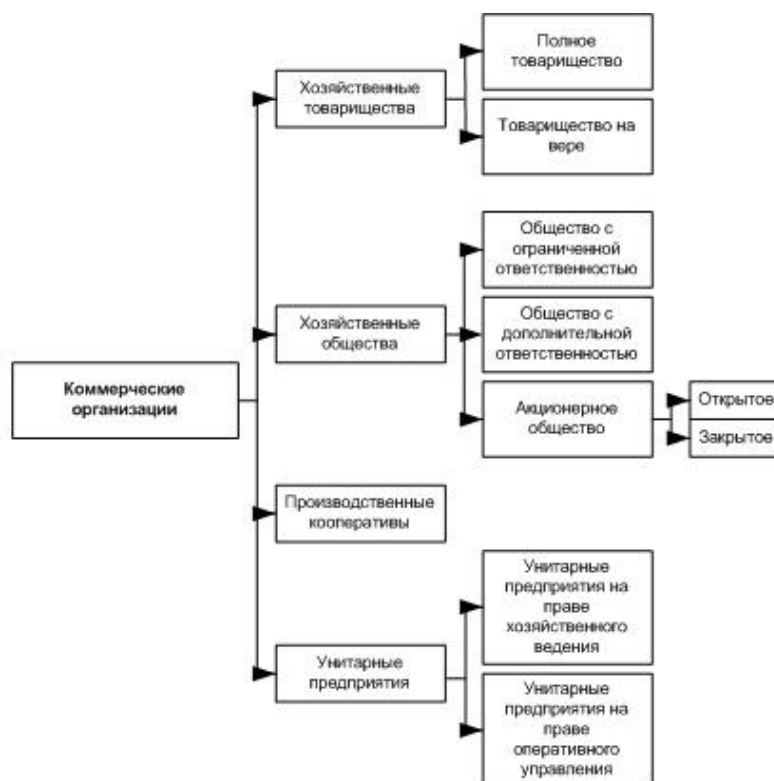 Полное
товарищество
Хозяйственные
товарищества
Товарищество на
вере
Общество с
ограниченной
ответственностью
Хозяйственные
общества
Общество с
дополнительной
ответственностью
Коммерческие
организации
Акционерное
общество
Открытое
Закрытое
Производственные
кооперативы
Унитарные
предприятия на
праве
хозяйственного
ведения
Унитарные
предприятия
Унитарные
предприятия на
праве
оперативного
управления